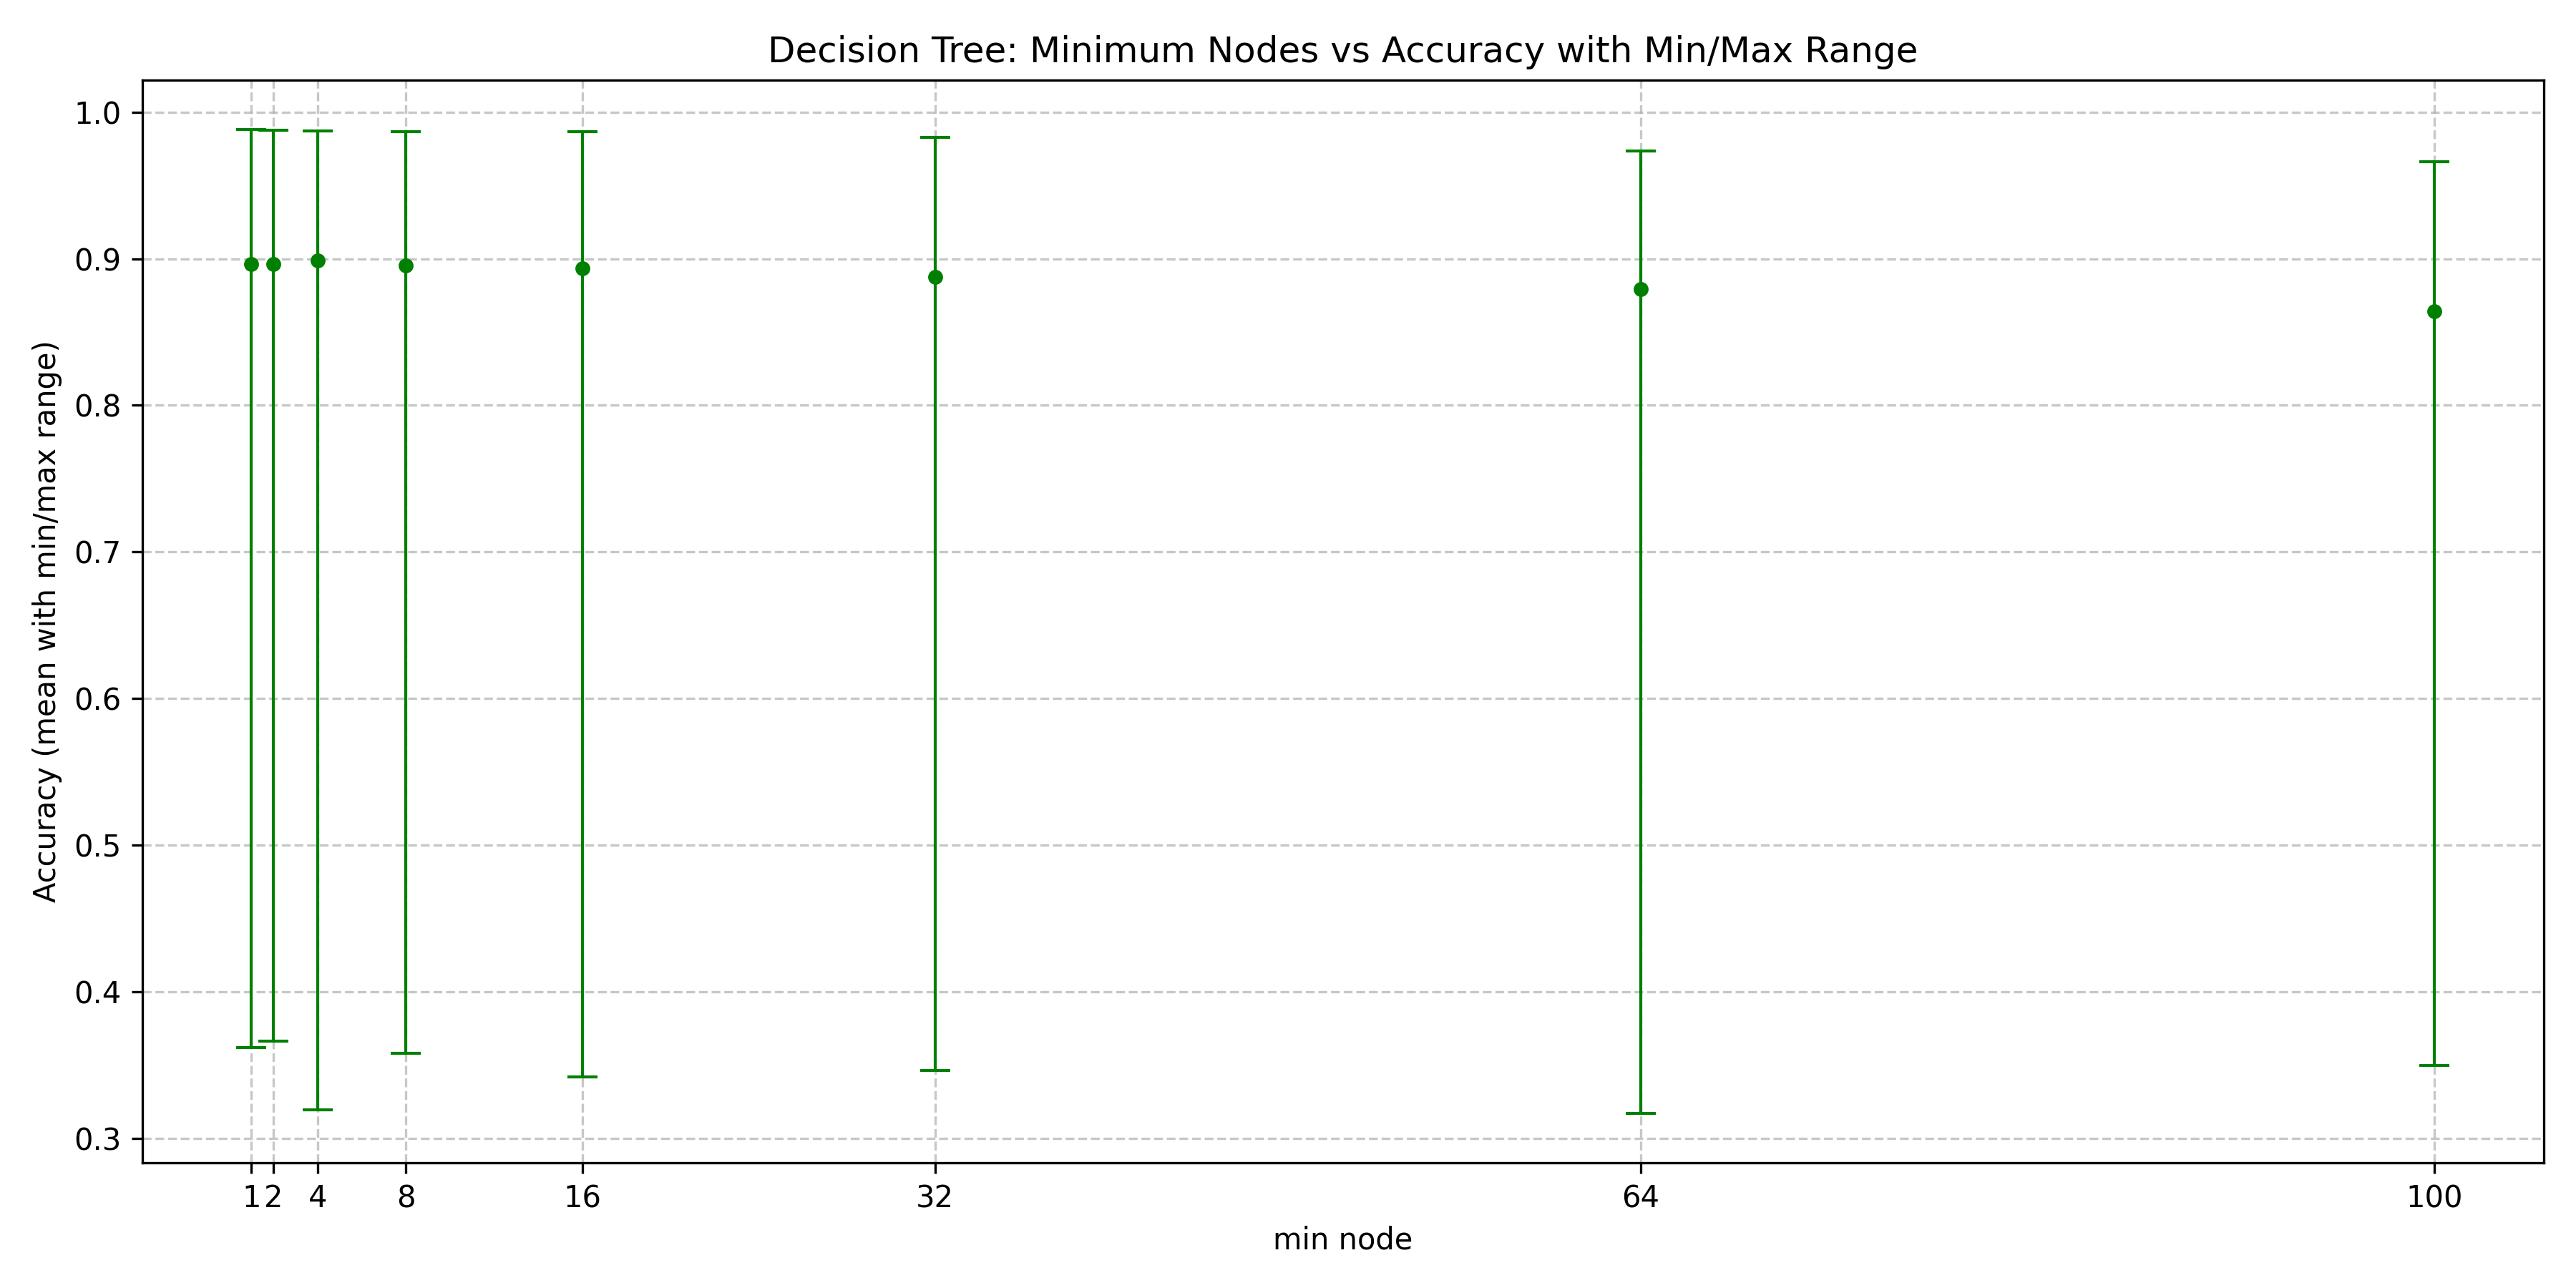 Decision Tree: Minimum Nodes vs Accuracy with Min/Max Range
Accuracy (mean with min/max range)
1.0
0.9
0.8
0.7
0.6
0.5
0.4
0.3
1 2 4 8 16 32 64 100
min node